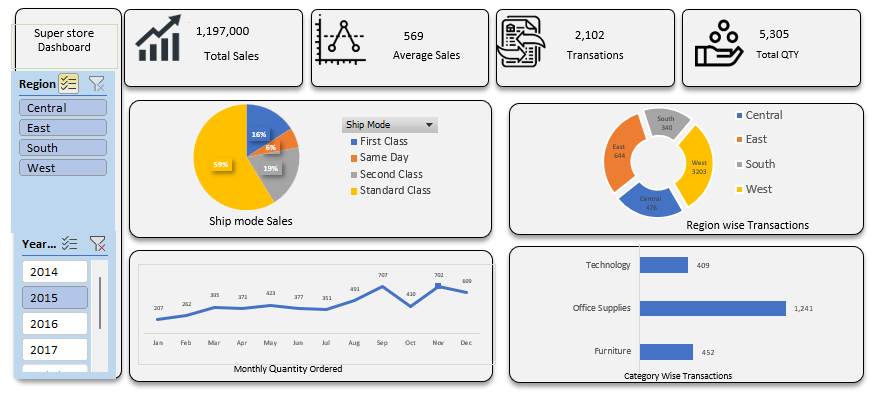 Super store
Dashboard
1,197,000
Total Sales
569
Average Sales
2,102
Transations
5,305
Total QTY
Region
Central
East
South
West
Year...
2014
2015
2016
2017
16%
6%
19%
59%
Ship Mode
First Class
Same Day
Second Class
Standard Class
Ship mode Sales
South
340
East
644
West
3203
Central
476
Central
East
South
West
Region wise Transactions
207
262
395
371
423
377
351
491
707
410
702
609
Jan
Feb
Mar
Apr
May
Jun
Jul
Aug
Sep
Oct
Nov
Dec
Monthly Quantity Ordered
Technology
409
Office Supplies
1,241
Furniture
452
Category Wise Transactions